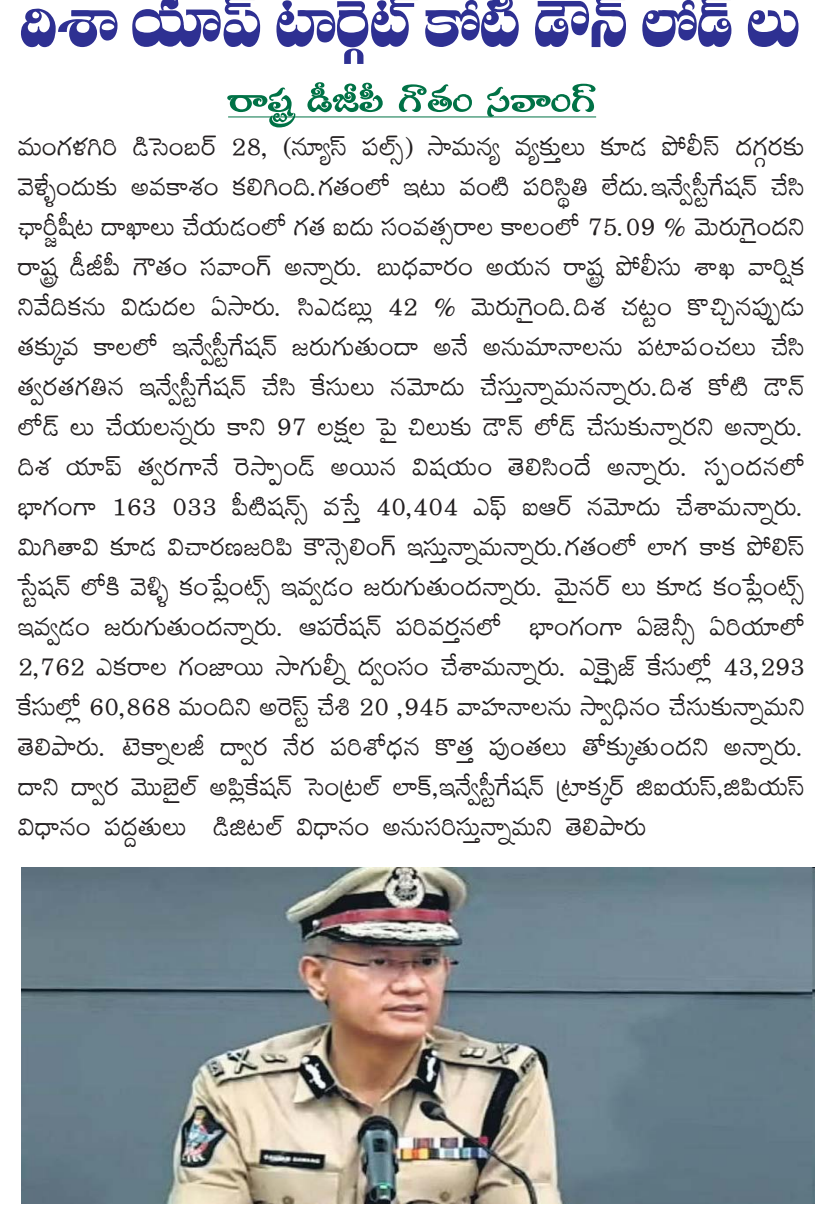 దిశా యాప్ టార్గెట్ కోటి డౌన్ లోడ్ లు
రాష్ట్ర డీజీపీ గౌతం సవాంగ్
మంగళగిరి డిసెంబర్ 28, (న్యూస్ పల్స్) సామన్య వ్యక్తులు కూడ పోలీస్ దగ్గరకు
వెళ్ళేందుకు అవకాశం కలిగింది.గతంలో ఇటు వంటి పరిస్థితి లేదు.ఇన్వేస్టీగేషన్ చేసి
ఛార్జీషీట దాఖాలు చేయడంలో గత ఐదు సంవత్సరాల కాలంలో 75.09 % మెరుగైందని
రాష్ట్ర డీజీపీ గౌతం సవాంగ్ అన్నారు. బుధవారం అయన రాష్ట్ర పోలీసు శాఖ వార్షిక
నివేదికను విడుదల ఏసారు. సిఎడబ్లు 42 % మెరుగైంది.దిశ చట్టం కొచ్చినప్పుడు
తక్కువ కాలలో ఇన్వేస్టీగేషన్ జరుగుతుందా అనే అనుమానాలను పటాపంచలు చేసి
త్వరతగతిన ఇన్వేస్టీగేషన్ చేసి కేసులు నమోదు చేస్తున్నామనన్నారు.దిశ కోటి డౌన్
లోడ్ లు చేయలన్నరు కాని 97 లక్షల పై చిలుకు డౌన్ లోడ్ చేసుకున్నారని అన్నారు.
దిశ యాప్ త్వరగానే రెస్పాండ్ అయిన విషయం తెలిసిందే అన్నారు. స్పందనలో
భాగంగా 163 033 పీటిషన్స్ వస్తే 40,404 ఎఫ్ ఐఆర్ నమోదు చేశామన్నారు.
మిగితావి కూడ విచారణజరిపి కౌన్సెలింగ్ ఇస్తున్నామన్నారు.గతంలో లాగ కాక పోలిస్
స్టేషన్ లోకి వెళ్ళి కంప్లేంట్స్ ఇవ్వడం జరుగుతుందన్నారు. మైనర్ లు కూడ కంప్లేంట్స్
ఇవ్వడం జరుగుతుందన్నారు. ఆపరేషన్ పరివర్తనలో భాంగంగా ఏజెన్సీ ఏరియాలో
2,762 ఎకరాల గంజాయి సాగుల్నీ ద్వంసం చేశామన్నారు. ఎక్సైజ్ కేసుల్లో 43,293
కేసుల్లో 60,868 మందిని అరెస్ట్ చేశి 20 ,945 వాహనాలను స్వాధినం చేసుకున్నామని
తెలిపారు. టెక్నాలజీ ద్వార నేర పరిశోధన కొత్త పుంతలు తోక్కుతుందని అన్నారు.
దాని ద్వార మొబైల్ అప్లికేషన్ సెంట్రల్ లాక్,ఇన్వేస్టీగేషన్ ట్రాక్కర్ జిఐయస్,జిపియస్
విధానం పద్దతులు డిజిటల్ విధానం అనుసరిస్తున్నామని తెలిపారు
GAUTAM SAWANG